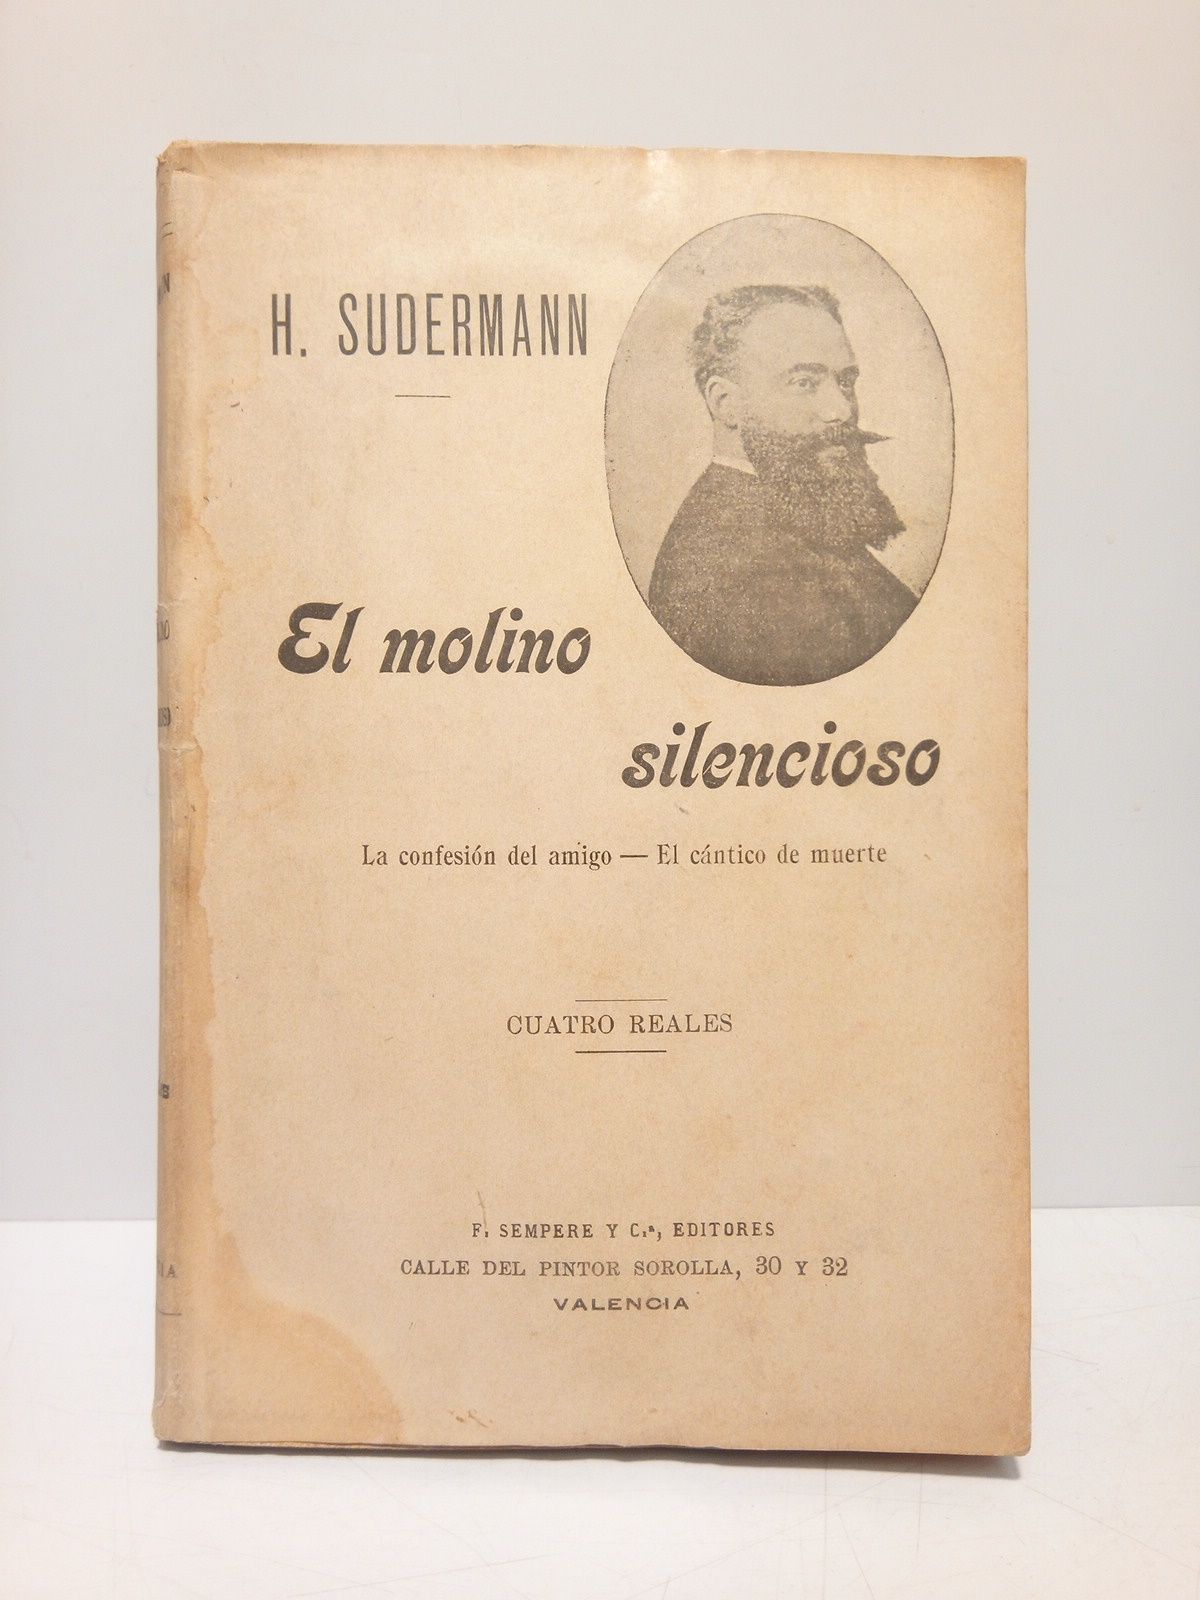 H. SUDERMANN
El molino
silencioso
La confesión del amigo — El cántico de muerte
CUATRO REALES
F. SEMPERE Y C.ª, EDITORES
CALLE DEL PINTOR SOROLLA, 30 Y 32
VALENCIA